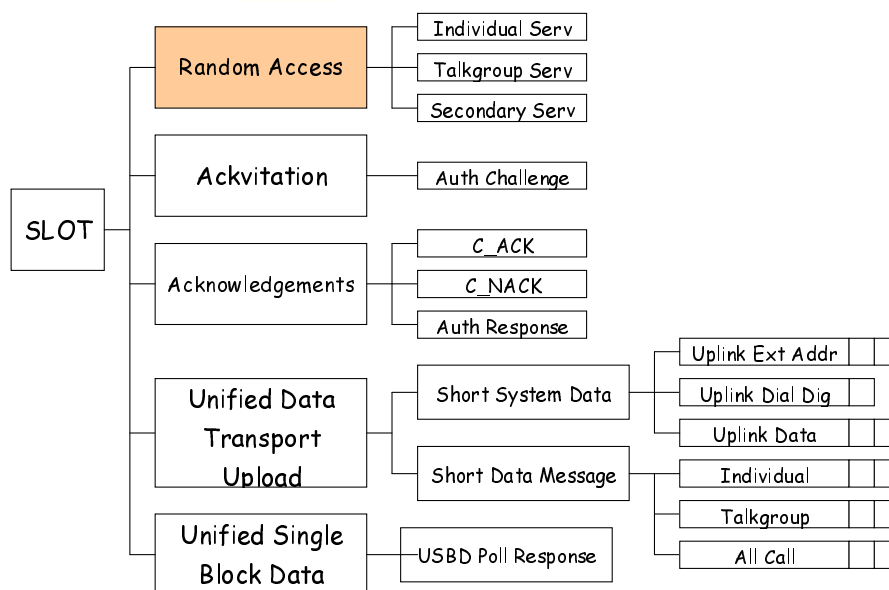 Individual Serv
Random Access
Talkgroup Serv
Secondary Serv
Ackvitation
Auth Challenge
SLOT
C_ACK
Acknowledgements
C_NACK
Auth Response
Uplink Ext Addr
Unified Data
Transport
Upload
Short System Data
Uplink Dial Dig
Uplink Data
Short Data Message
Individual
Talkgroup
All Call
Unified Single
Block Data
USBD Poll Response